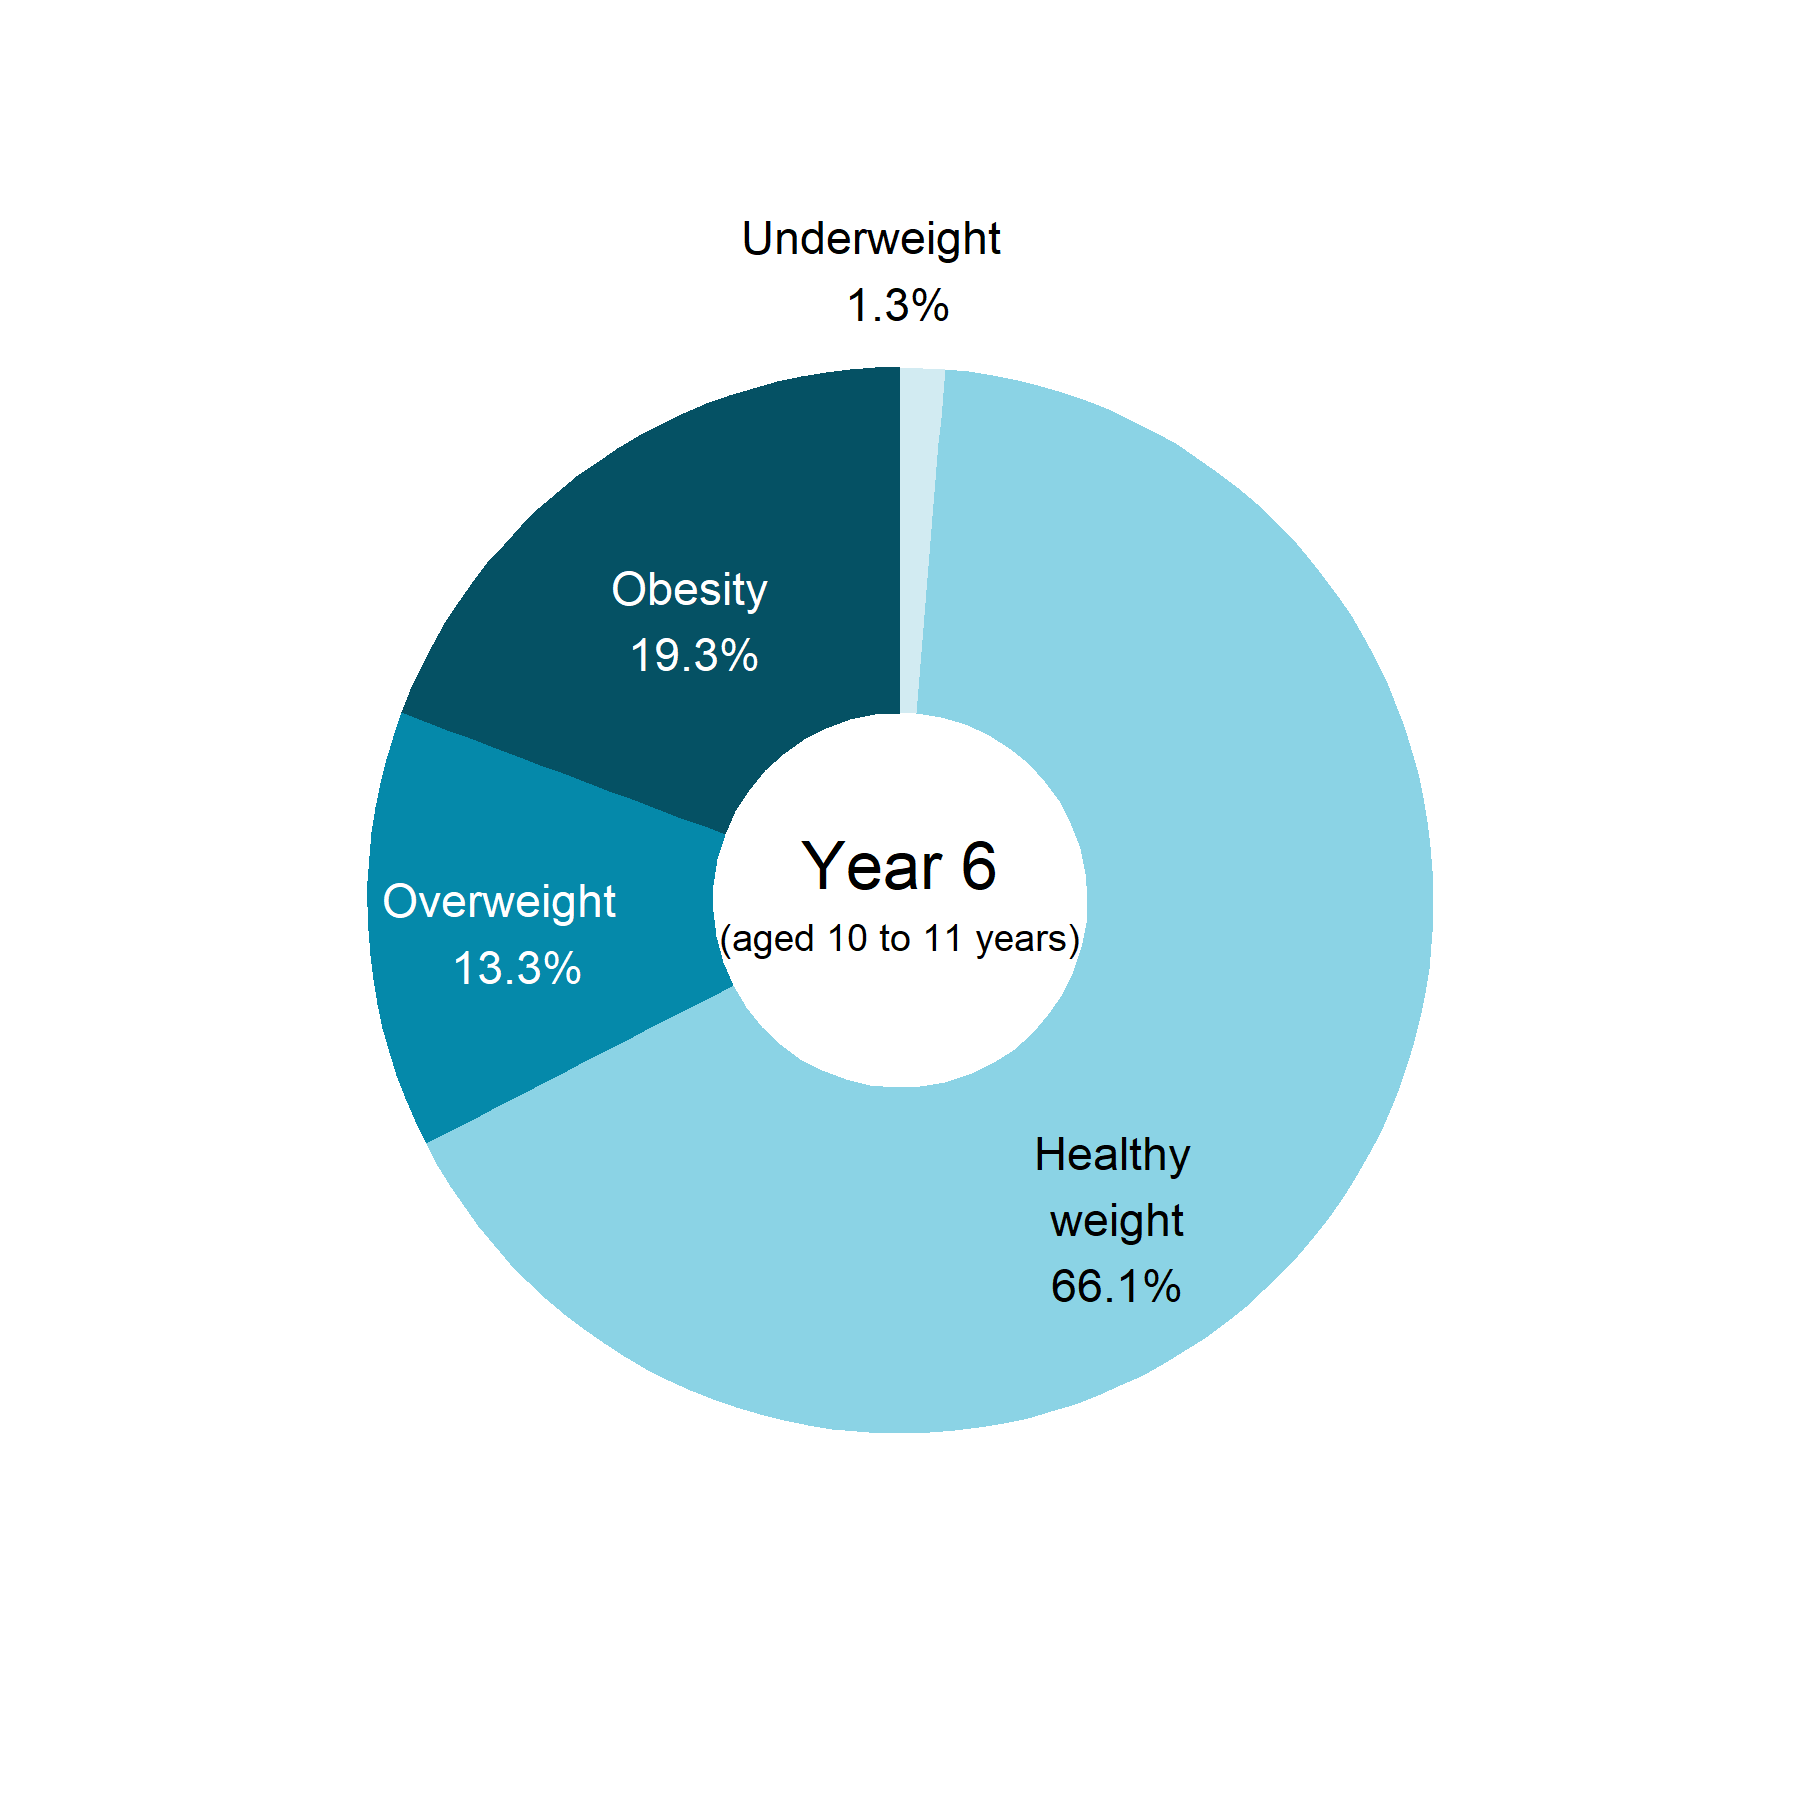 Underweight
1.3%
Obesity
19.3%
Year 6
(aged 10 to 11 years)
Overweight
13.3%
Healthy
weight
66.1%